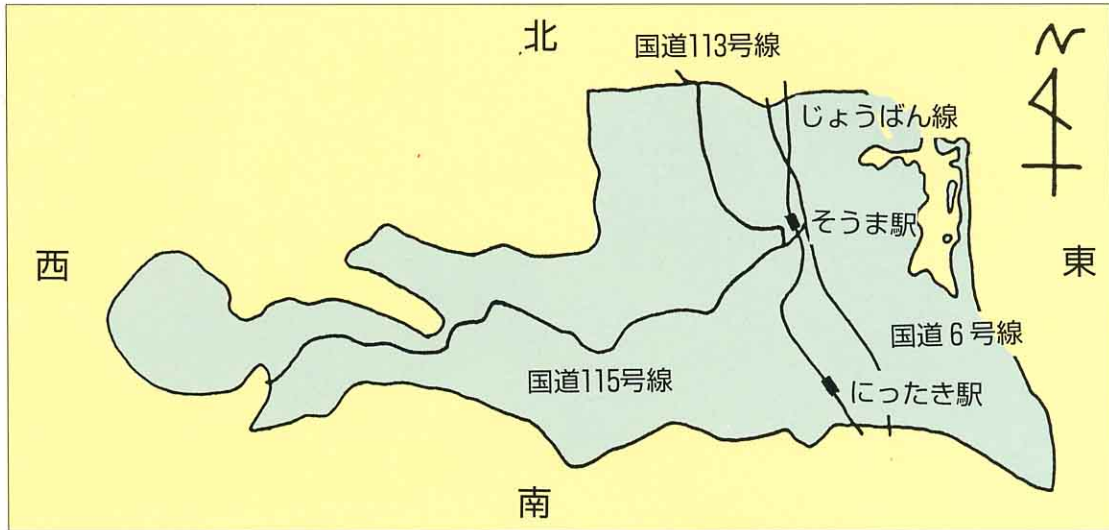 北
国道113号線
N
じょうばん線
そうま駅
西
東
国道6号線
国道115号線
にったき駅
南